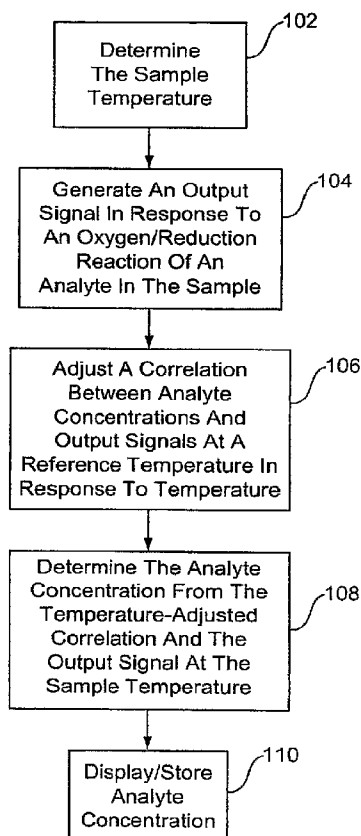 102
Determine
The Sample
Temperature
104
Generate An Output
Signal In Response To
An Oxygen/Reduction
Reaction Of An
Analyte In The Sample
106
Adjust A Correlation
Between Analyte
Concentrations And
Output Signals At A
Reference Temperature In
Response To Temperature
108
Determine The Analyte
Concentration From The
Temperature-Adjusted
Correlation And The
Output Signal At The
Sample Temperature
110
Display/Store
Analyte
Concentration